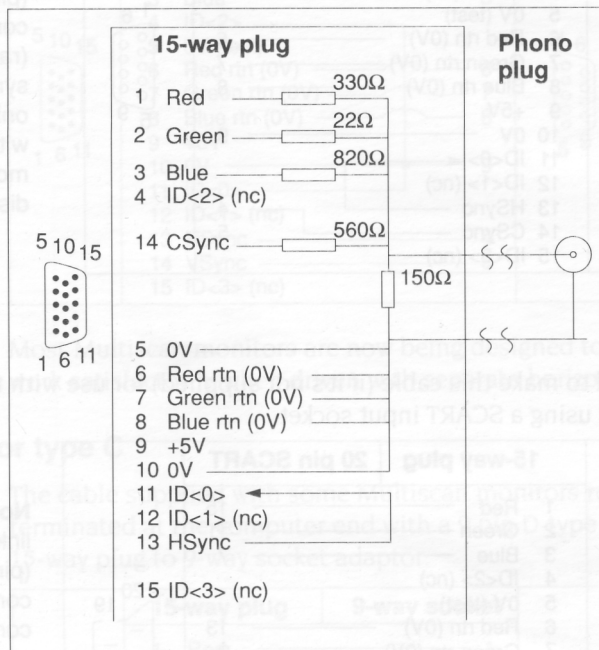 15-way plug
Phono
plug
1 Red 330Ω
2 Green 22Ω
3 Blue 820Ω
4 ID<2> (nc)
14 CSync 560Ω
150Ω
5 10 15
1 6 11
5 0V
6 Red rtn (0V)
7 Green rtn (0V)
8 Blue rtn (0V)
9 +5V
10 0V
11 ID<0>
12 ID<1> (nc)
13 HSync
15 ID<3> (nc)